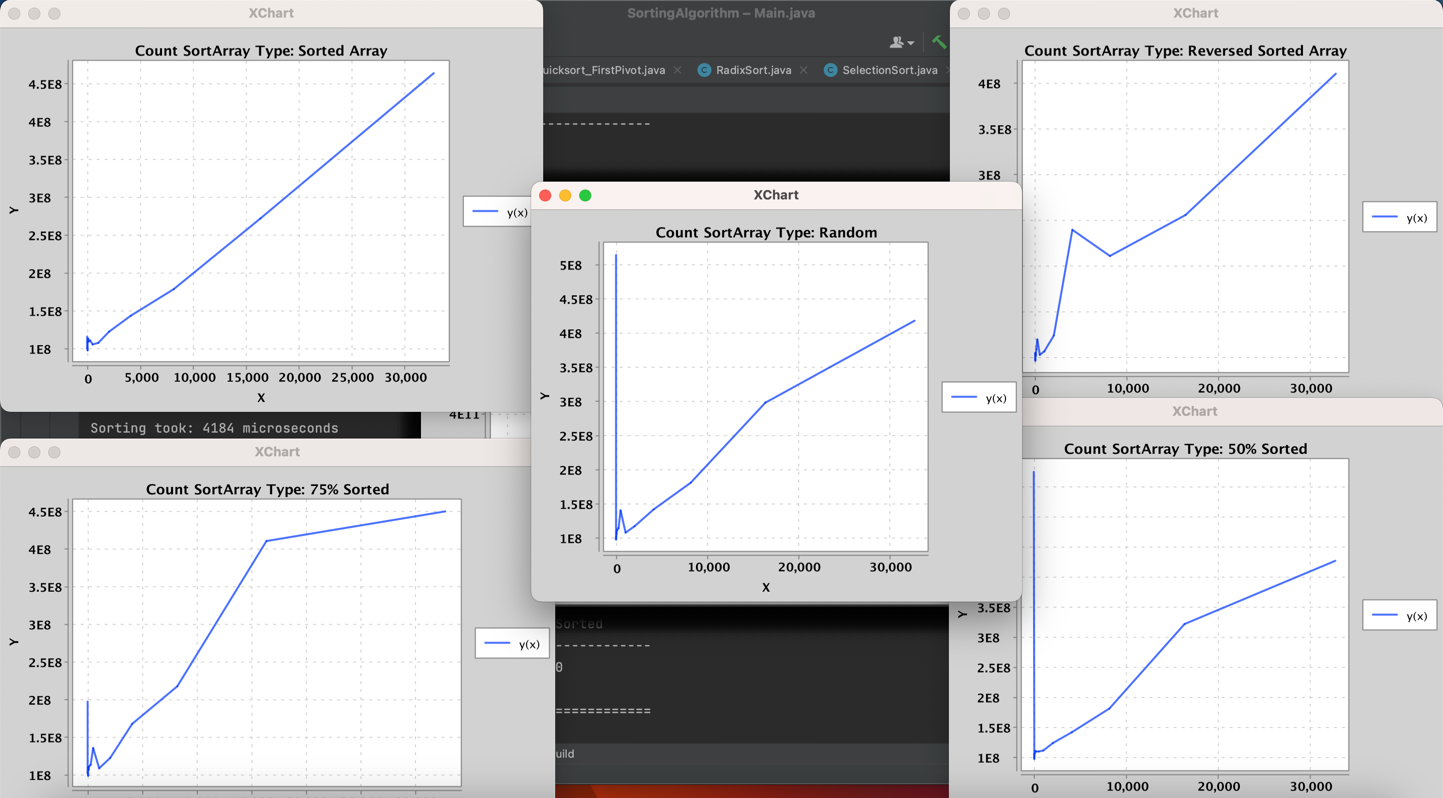 XChart
Count SortArray Type: Sorted Array
4.5E8
4E8
3.5E8
3E8
2.5E8
2E8
1.5E8
1E8
Y
0
5,000
10,000
15,000
20,000
25,000
30,000
X
y(x)
SortingAlgorithm – Main.java
uicksort_FirstPivot.java
RadixSort.java
SelectionSort.java
--------------
XChart
Count SortArray Type: Reversed Sorted Array
4E8
3.5E8
3E8
0
10,000
20,000
30,000
y(x)
XChart
Count SortArray Type: Random
5E8
4.5E8
4E8
3.5E8
3E8
2.5E8
2E8
1.5E8
1E8
Y
0
10,000
20,000
30,000
X
y(x)
4E11
Sorting took: 4184 microseconds
XChart
Count SortArray Type: 75% Sorted
4.5E8
4E8
3.5E8
3E8
2.5E8
2E8
1.5E8
1E8
Y
y(x)
Sorted
--------------
0
============
uild
XChart
Count SortArray Type: 50% Sorted
3.5E8
3E8
2.5E8
2E8
1.5E8
1E8
Y
0
10,000
20,000
30,000
y(x)